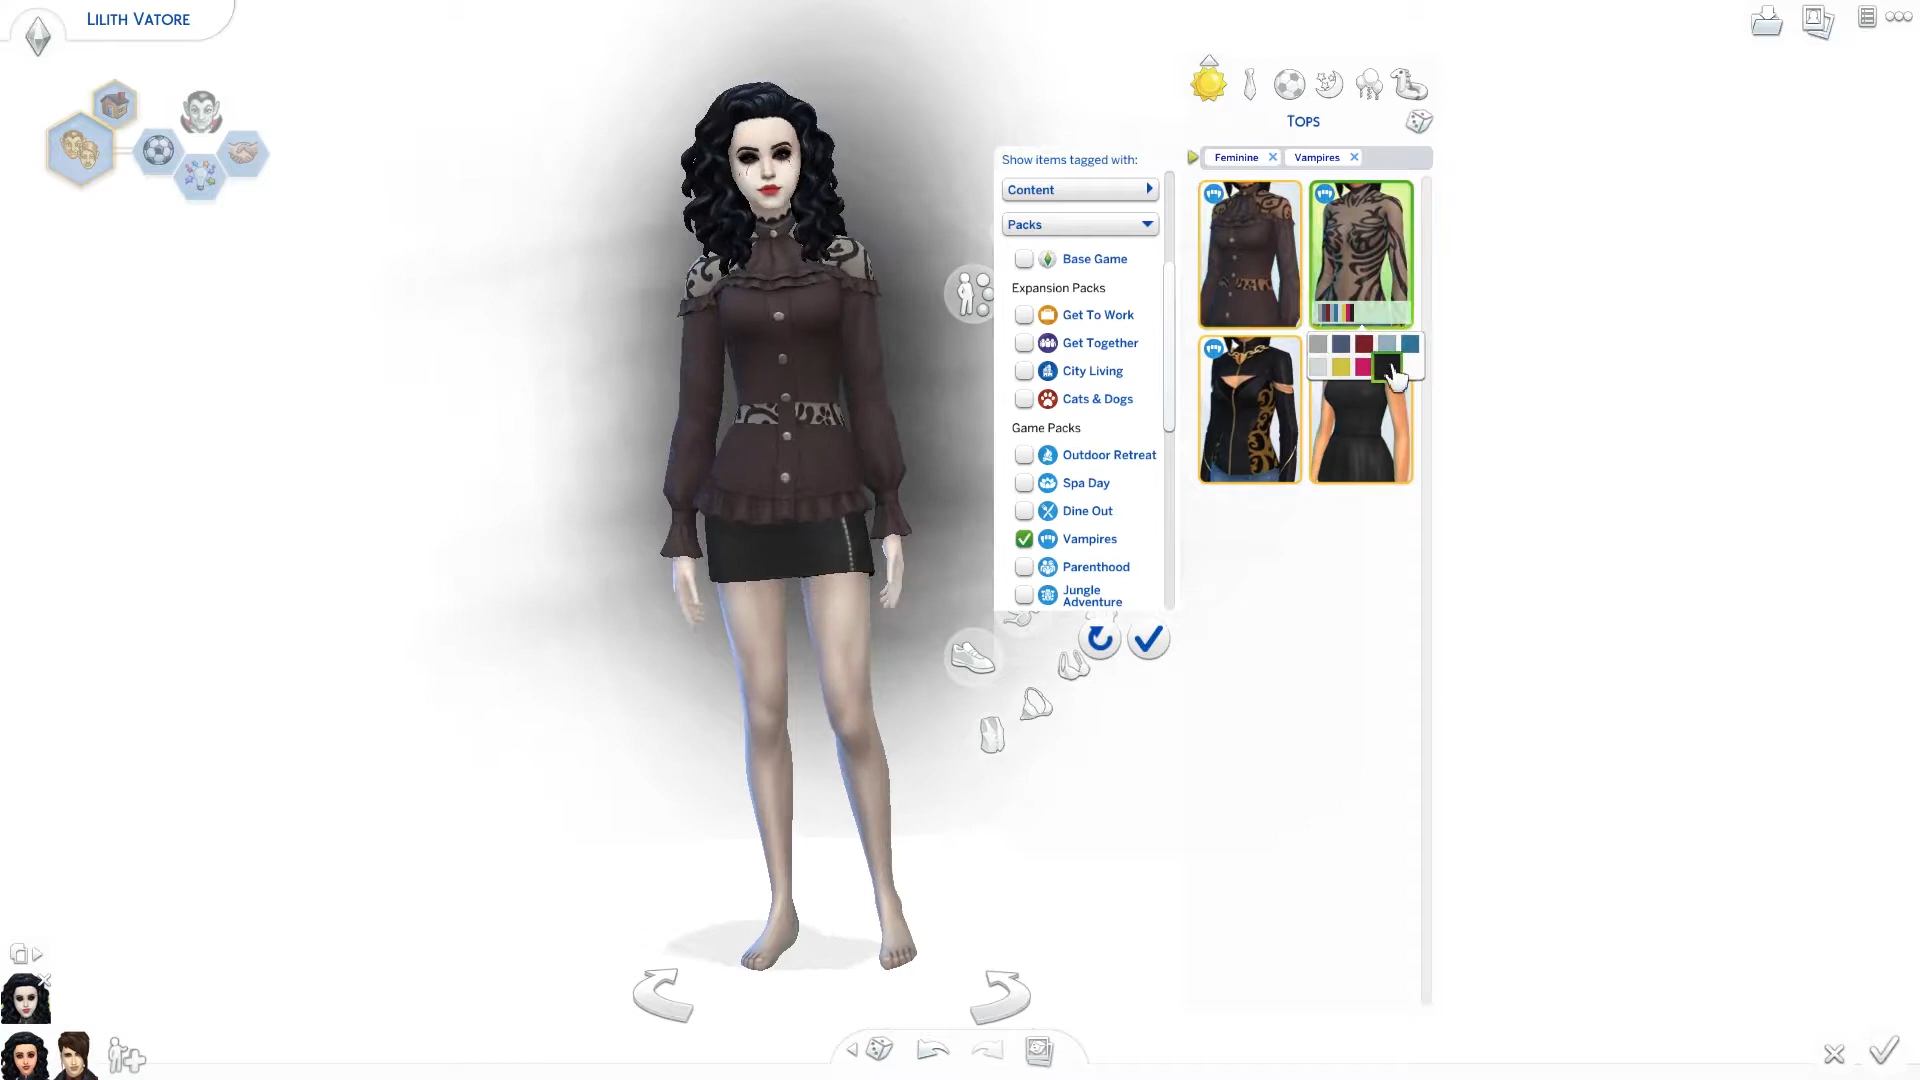 LILITH VATORE
TOPS
Feminine
Vampires
Show items tagged with:
Content
Packs
Base Game
Expansion Packs
Get To Work
Get Together
City Living
Cats & Dogs
Game Packs
Outdoor Retreat
Spa Day
Dine Out
Vampires
Parenthood
Jungle
Adventure